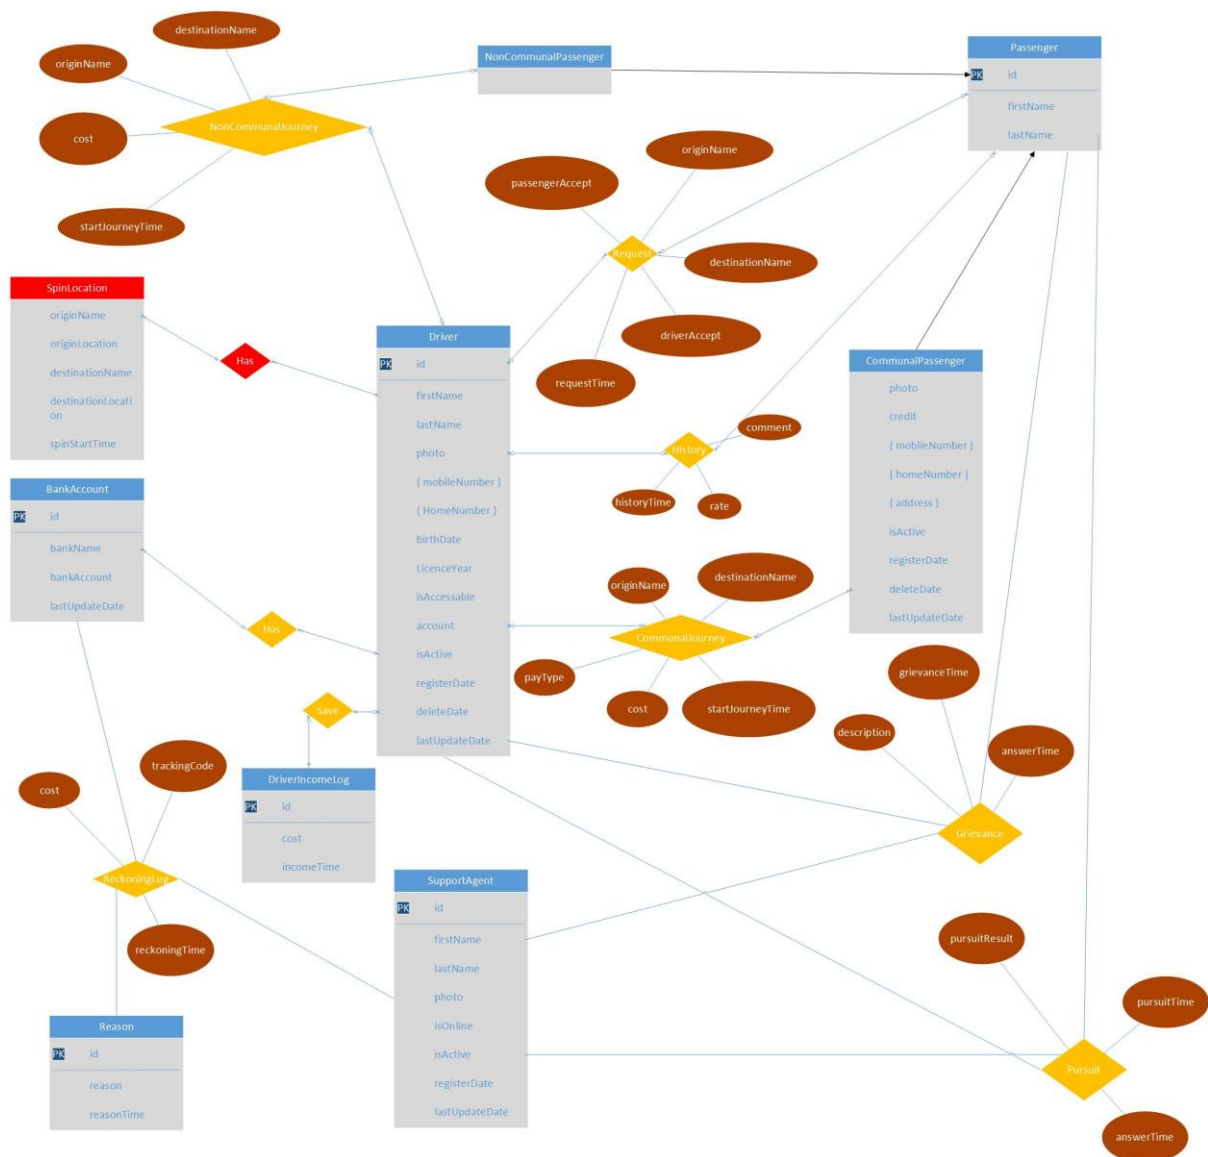 destinationName
originName
cost
NonCommunalJourney
startJourneyTime
NonCommunalPassenger
Passenger
PK id
firstName
lastName
originName
passengerAccept
Request
destinationName
driverAccept
requestTime
SpinLocation
originName
originLocation
destinationName
destinationLocati
on
spinStartTime
Has
Driver
PK id
firstName
lastName
photo
{ mobileNumber }
{ HomeNumber }
birthDate
LicenceYear
isAccessable
account
isActive
registerDate
deleteDate
lastUpdateDate
CommunalPassenger
photo
credit
{ moblieNumber }
{ homeNumber }
{ address }
isActive
registerDate
deleteDate
lastUpdateDate
comment
History
historyTime
rate
BankAccount
PK id
bankName
bankAccount
lastUpdateDate
Has
originName
destinationName
CommunalJourney
payType
cost
startJourneyTime
Save
DriverIncomeLog
PK id
cost
incomeTime
grievanceTime
description
answerTime
Grievance
trackingCode
cost
ReckoningLog
reckoningTime
SupportAgent
PK id
firstName
lastName
photo
isOnline
isActive
registerDate
lastUpdateDate
pursuitResult
pursuitTime
Pursuit
answerTime
Reason
PK id
reason
reasonTime